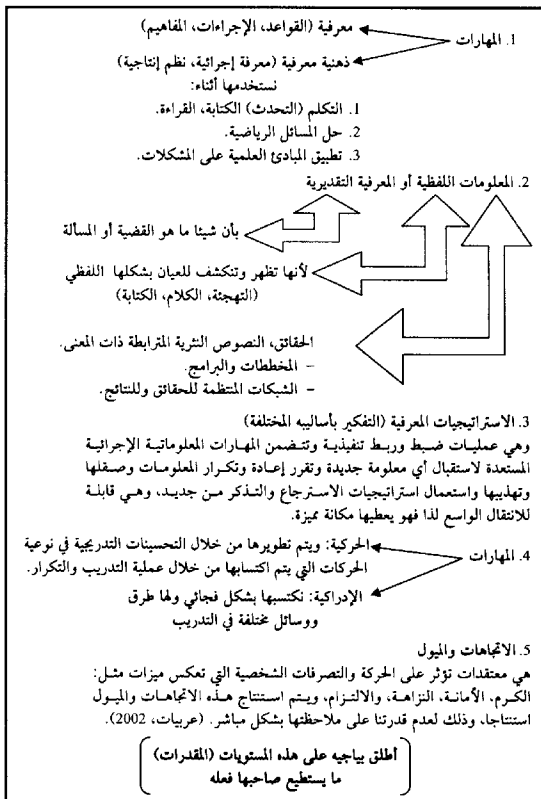 معرفية (القواعد، الإجراءات، المفاهيم)
1. المهارات
ذهنية معرفية (معرفة إجرائية، نظم إنتاجية)
نستخدمها أثناء:
1. التكلم (التحدث) الكتابة، القراءة.
2. حل المسائل الرياضية.
3. تطبيق المبادئ العلمية على المشكلات.
2. المعلومات اللفظية أو المعرفية التقديرية
بأن شيئا ما هو القضية أو المسألة
لأنها تظهر وتنكشف للعيان بشكلها اللفظي
(التهجئة، الكلام، الكتابة)
الحقائق، النصوص النثرية المترابطة ذات المعنى.
– المخططات والبرامج.
– الشبكات المنتظمة للحقائق وللنتائج.
3. الاستراتيجيات المعرفية (التفكير بأساليبه المختلفة)
وهي عمليات ضبط وربط تنفيذية وتتضمن المهارات المعلوماتية الإجرائية
المستعدة لاستقبال أي معلومة جديدة وتقرر إعادة وتكرار المعلومات وصقلها
وتهذيبها واستعمال استراتيجيات الاسترجاع والتذكر من جديد، وهي قابلة
للانتقال الواسع لذا فهو يعطيها مكانة مميزة.
الحركية: ويتم تطويرها من خلال التحسينات التدريجية في نوعية
4. المهارات
الحركات التي يتم اكتسابها من خلال عملية التدريب والتكرار.
الإدراكية: نكتسبها بشكل فجائي ولها طرق
ووسائل مختلفة في التدريب
5. الاتجاهات والميول
هي معتقدات تؤثر على الحركة والتصرفات الشخصية التي تعكس ميزات مثل:
الكرم، الأمانة، النزاهة، والالتزام، ويتم استنتاج هذه الاتجاهات والميول
استنتاجا، وذلك لعدم قدرتنا على ملاحظتها بشكل مباشر. (عربيات، 2002).
أطلق بياجيه على هذه المستويات (المقدرات)
ما يستطيع صاحبها فعله